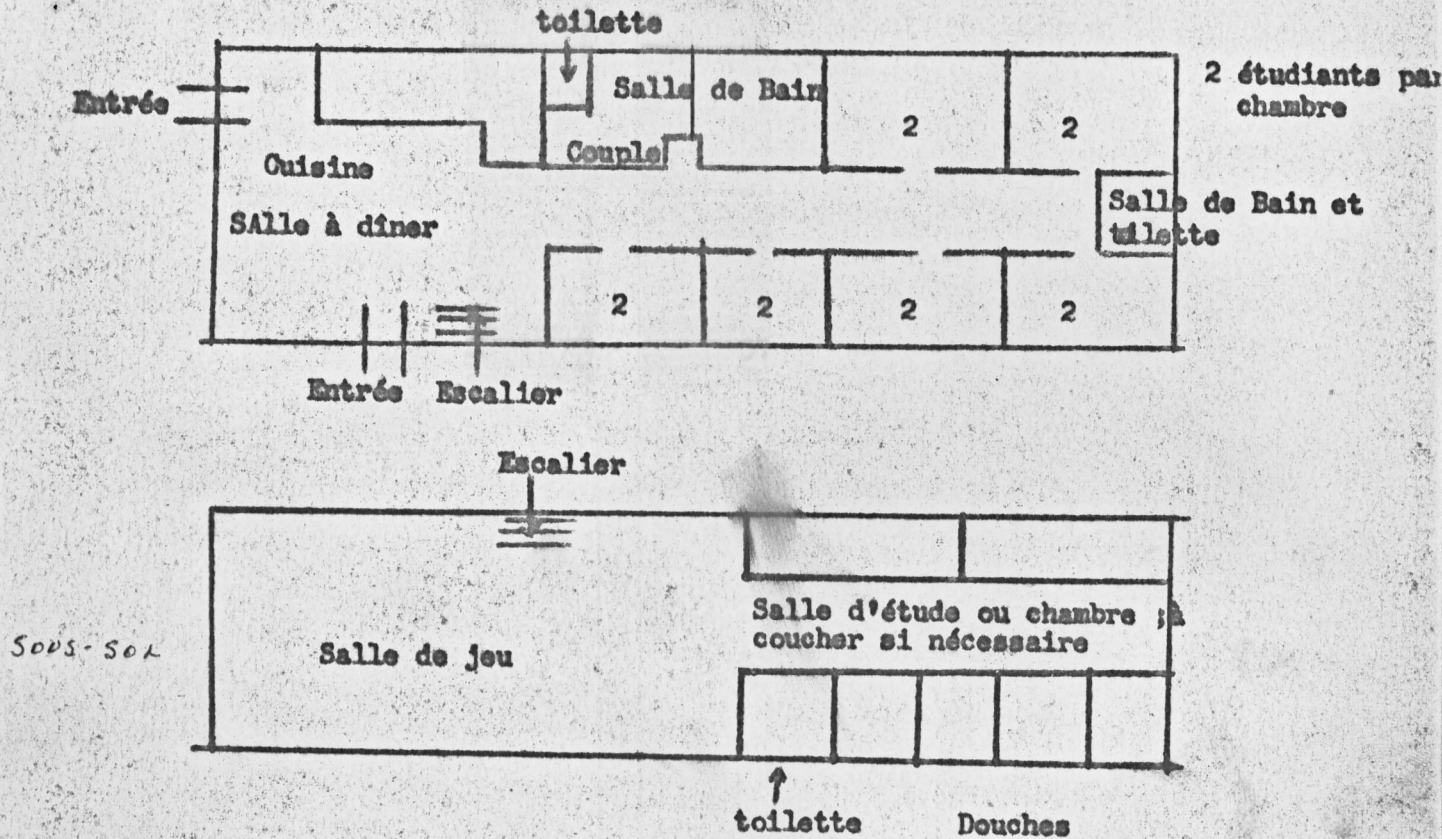 toilette
Entrée
Salle de Bain
2
2
2 étudiants par
chambre
Couple
Cuisine
SAlle à dîner
Salle de Bain et
tilette
2
2
2
2
Entrée
Escalier
Escalier
SOUS-SOL
Salle de jeu
Salle d'étude ou chambre ;à
coucher si nécessaire
toilette
Douches